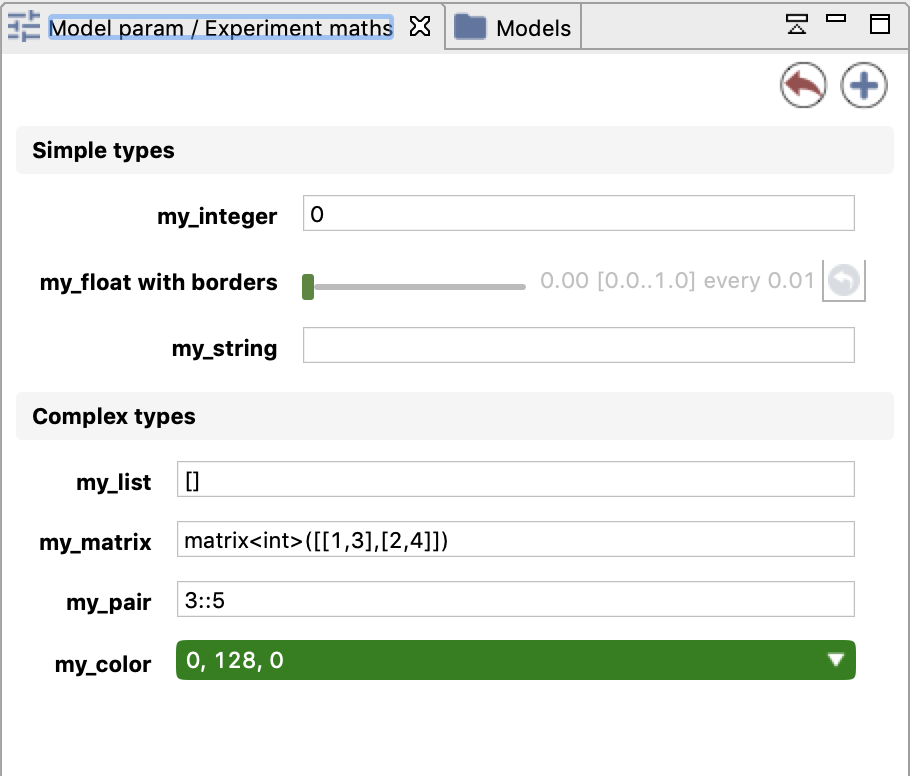 Model param / Experiment maths Models
Simple types
my_integer 0
my_float with borders 0.00 [0.0..1.0] every 0.01
my_string
Complex types
my_list []
my_matrix matrix<int>([[1,3],[2,4]])
my_pair 3::5
my_color 0, 128, 0